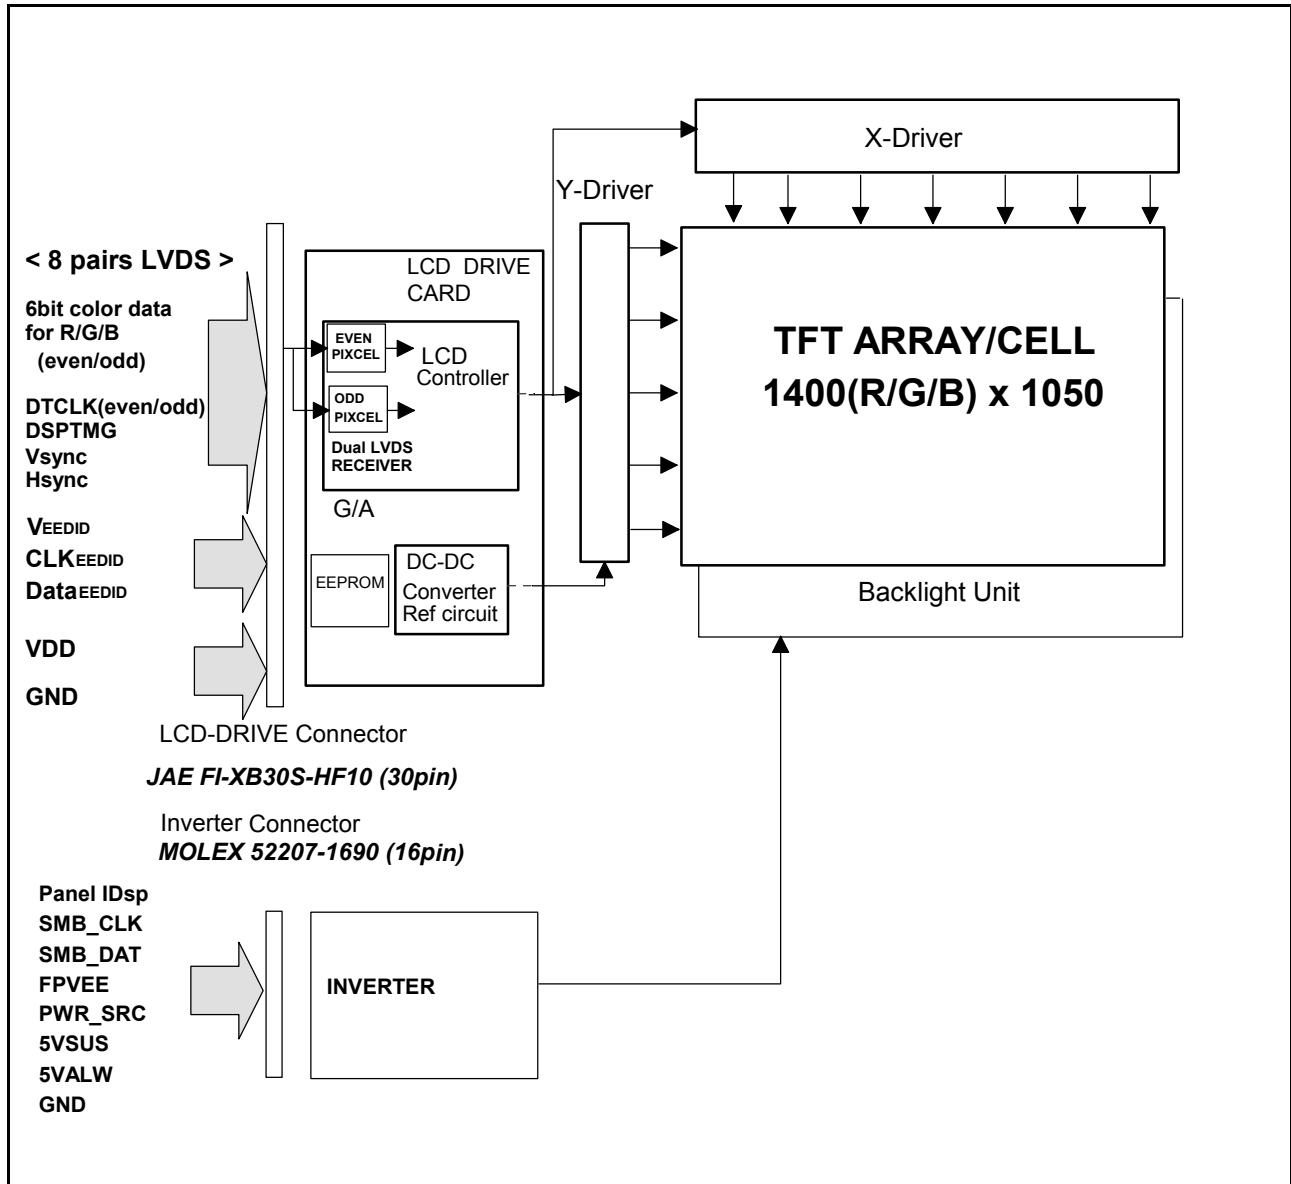 X-Driver
Y-Driver
< 8 pairs LVDS >
6bit color data
for R/G/B
(even/odd)
DTCLK(even/odd)
DSPTMG
Vsync
Hsync
VEEDID
CLKEEDID
DataEEDID
VDD
GND
LCD DRIVE
CARD
EVEN
PIXCEL
LCD
Controller
ODD
PIXCEL
Dual LVDS
RECEIVER
G/A
EEPROM
DC-DC
Converter
Ref circuit
TFT ARRAY/CELL
1400(R/G/B) x 1050
Backlight Unit
LCD-DRIVE Connector
JAE FI-XB30S-HF10 (30pin)
Inverter Connector
MOLEX 52207-1690 (16pin)
Panel IDsp
SMB_CLK
SMB_DAT
FPVEE
PWR_SRC
5VSUS
5VALW
GND
INVERTER